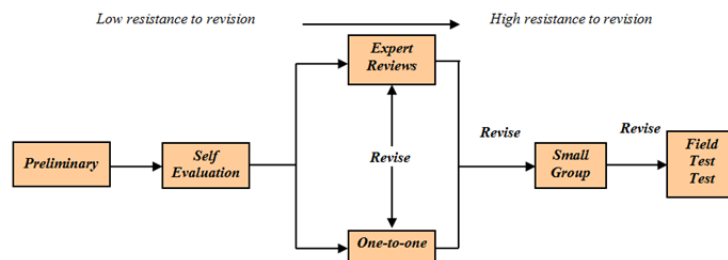 Low resistance to revision
High resistance to revision
Expert
Reviews
Preliminary
Self
Evaluation
Revise
One-to-one
Revise
Small
Group
Revise
Field
Test
Test